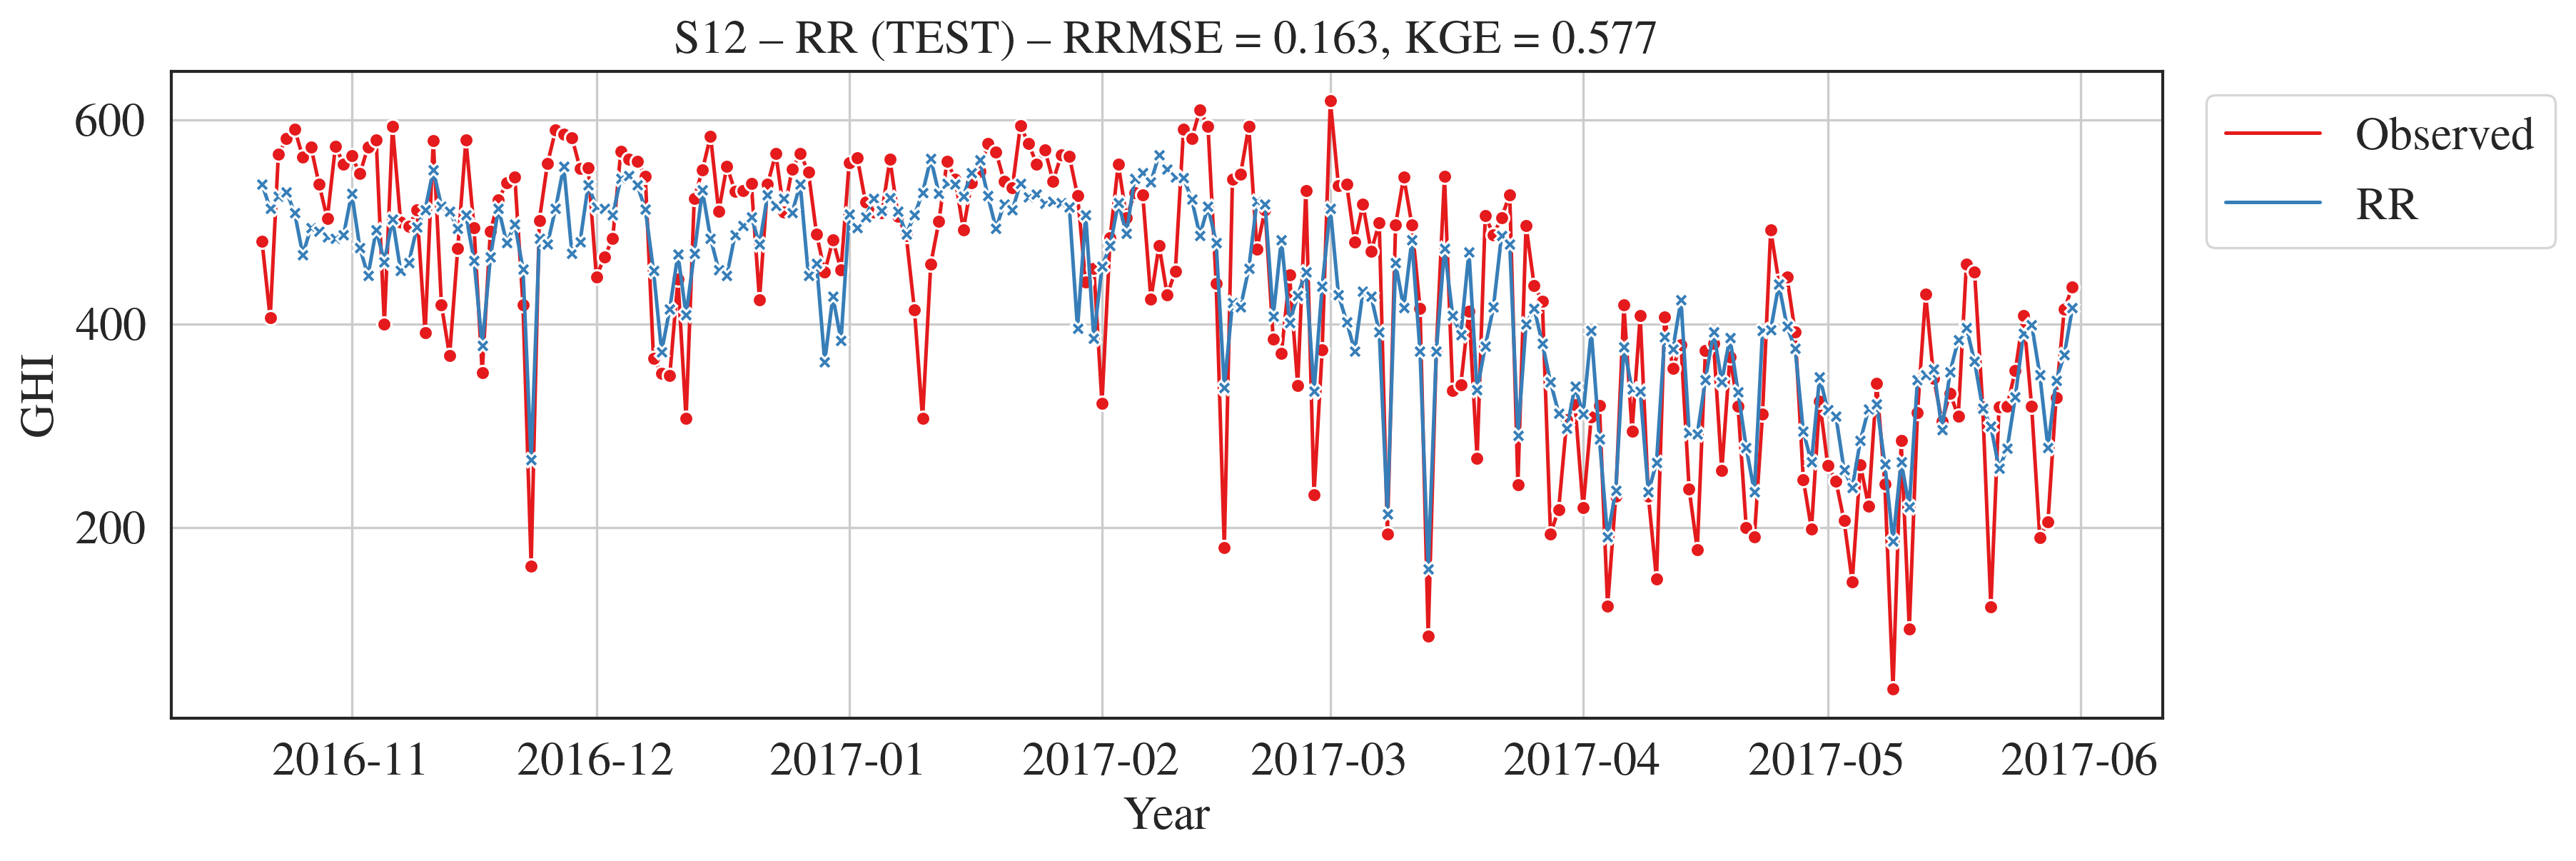 S12 – RR (TEST) – RRMSE = 0.163, KGE = 0.577
Observed
RR
GHI
600
400
200
2016-11 2016-12 2017-01 2017-02 2017-03 2017-04 2017-05 2017-06
Year